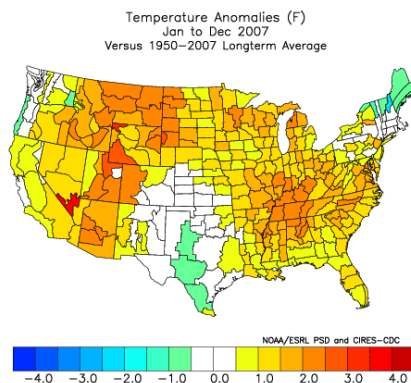 Temperature Anomalies (F)
Jan to Dec 2007
Versus 1950–2007 Longterm Average
NOAA/ESRL PSD and CIRES-CDC
-4.0 -3.0 -2.0 -1.0 0.0 1.0 2.0 3.0 4.0